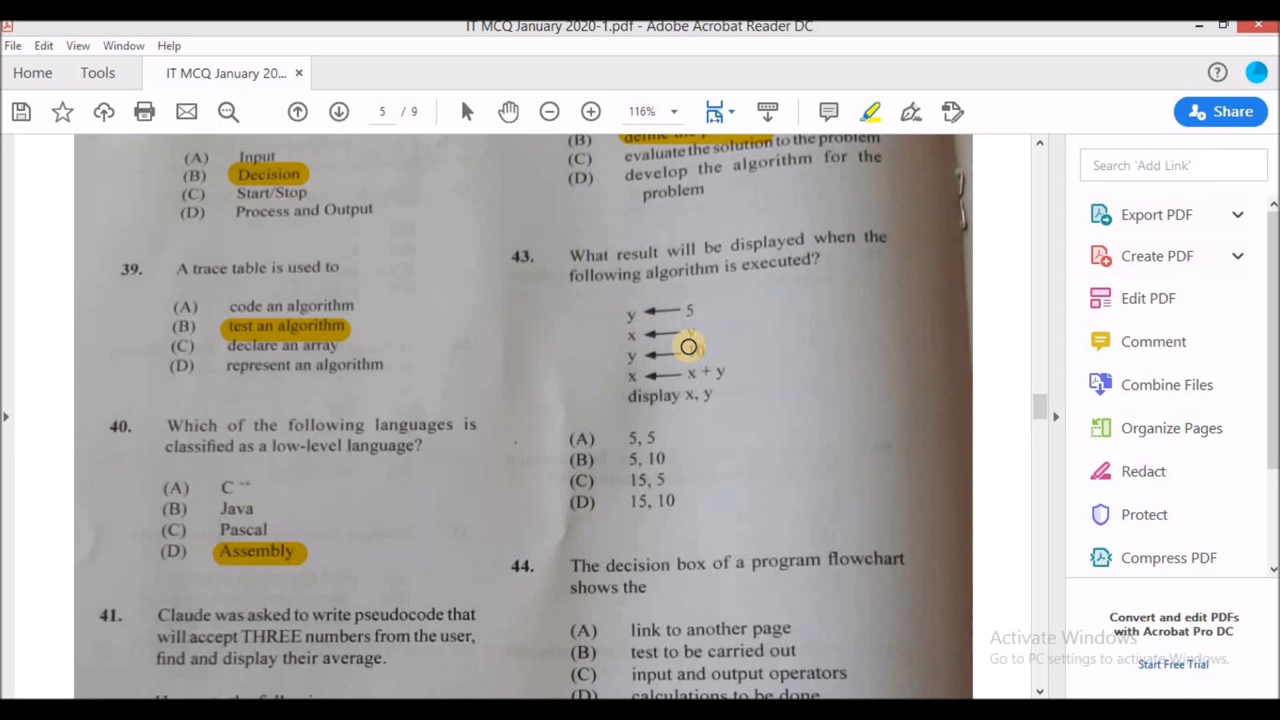 IT MCQ January 2020-1.pdf - Adobe Acrobat Reader DC
File Edit View Window Help
Home Tools IT MCQ January 20... ×
5 / 9 116% Share
(A) Input
(B) Decision
(C) Start/Stop
(D) Process and Output
39. A trace table is used to
(A) code an algorithm
(B) test an algorithm
(C) declare an array
(D) represent an algorithm
40. Which of the following languages is
classified as a low-level language?
(A) C++
(B) Java
(C) Pascal
(D) Assembly
41. Claude was asked to write pseudocode that
will accept THREE numbers from the user,
find and display their average.
(B)
(C) evaluate the solution to the problem
(D) develop the algorithm for the
problem
43. What result will be displayed when the
following algorithm is executed?
y ← 5
x ← y
y ←
x ← x + y
display x, y
(A) 5, 5
(B) 5, 10
(C) 15, 5
(D) 15, 10
44. The decision box of a program flowchart
shows the
(A) link to another page
(B) test to be carried out
(C) input and output operators
(D) calculations to be done
Search 'Add Link'
Export PDF
Create PDF
Edit PDF
Comment
Combine Files
Organize Pages
Redact
Protect
Compress PDF
Convert and edit PDFs
with Acrobat Pro DC
Start Free Trial
Activate Windows
Go to PC settings to activate Windows.